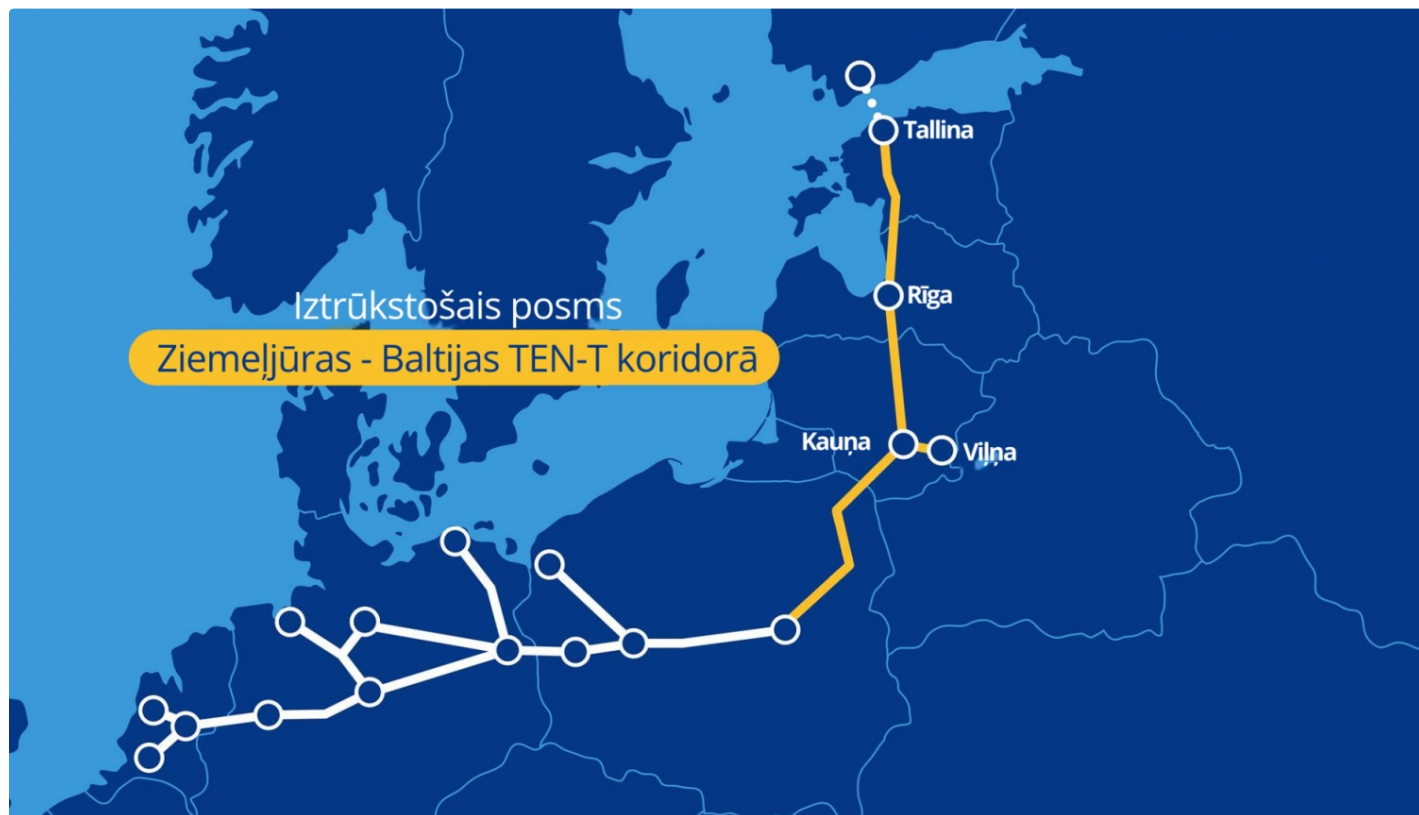 Tallina
Iztrūkstošais posms
Rīga
Ziemeļjūras - Baltijas TEN-T koridorā
Kauņa
Viļņa